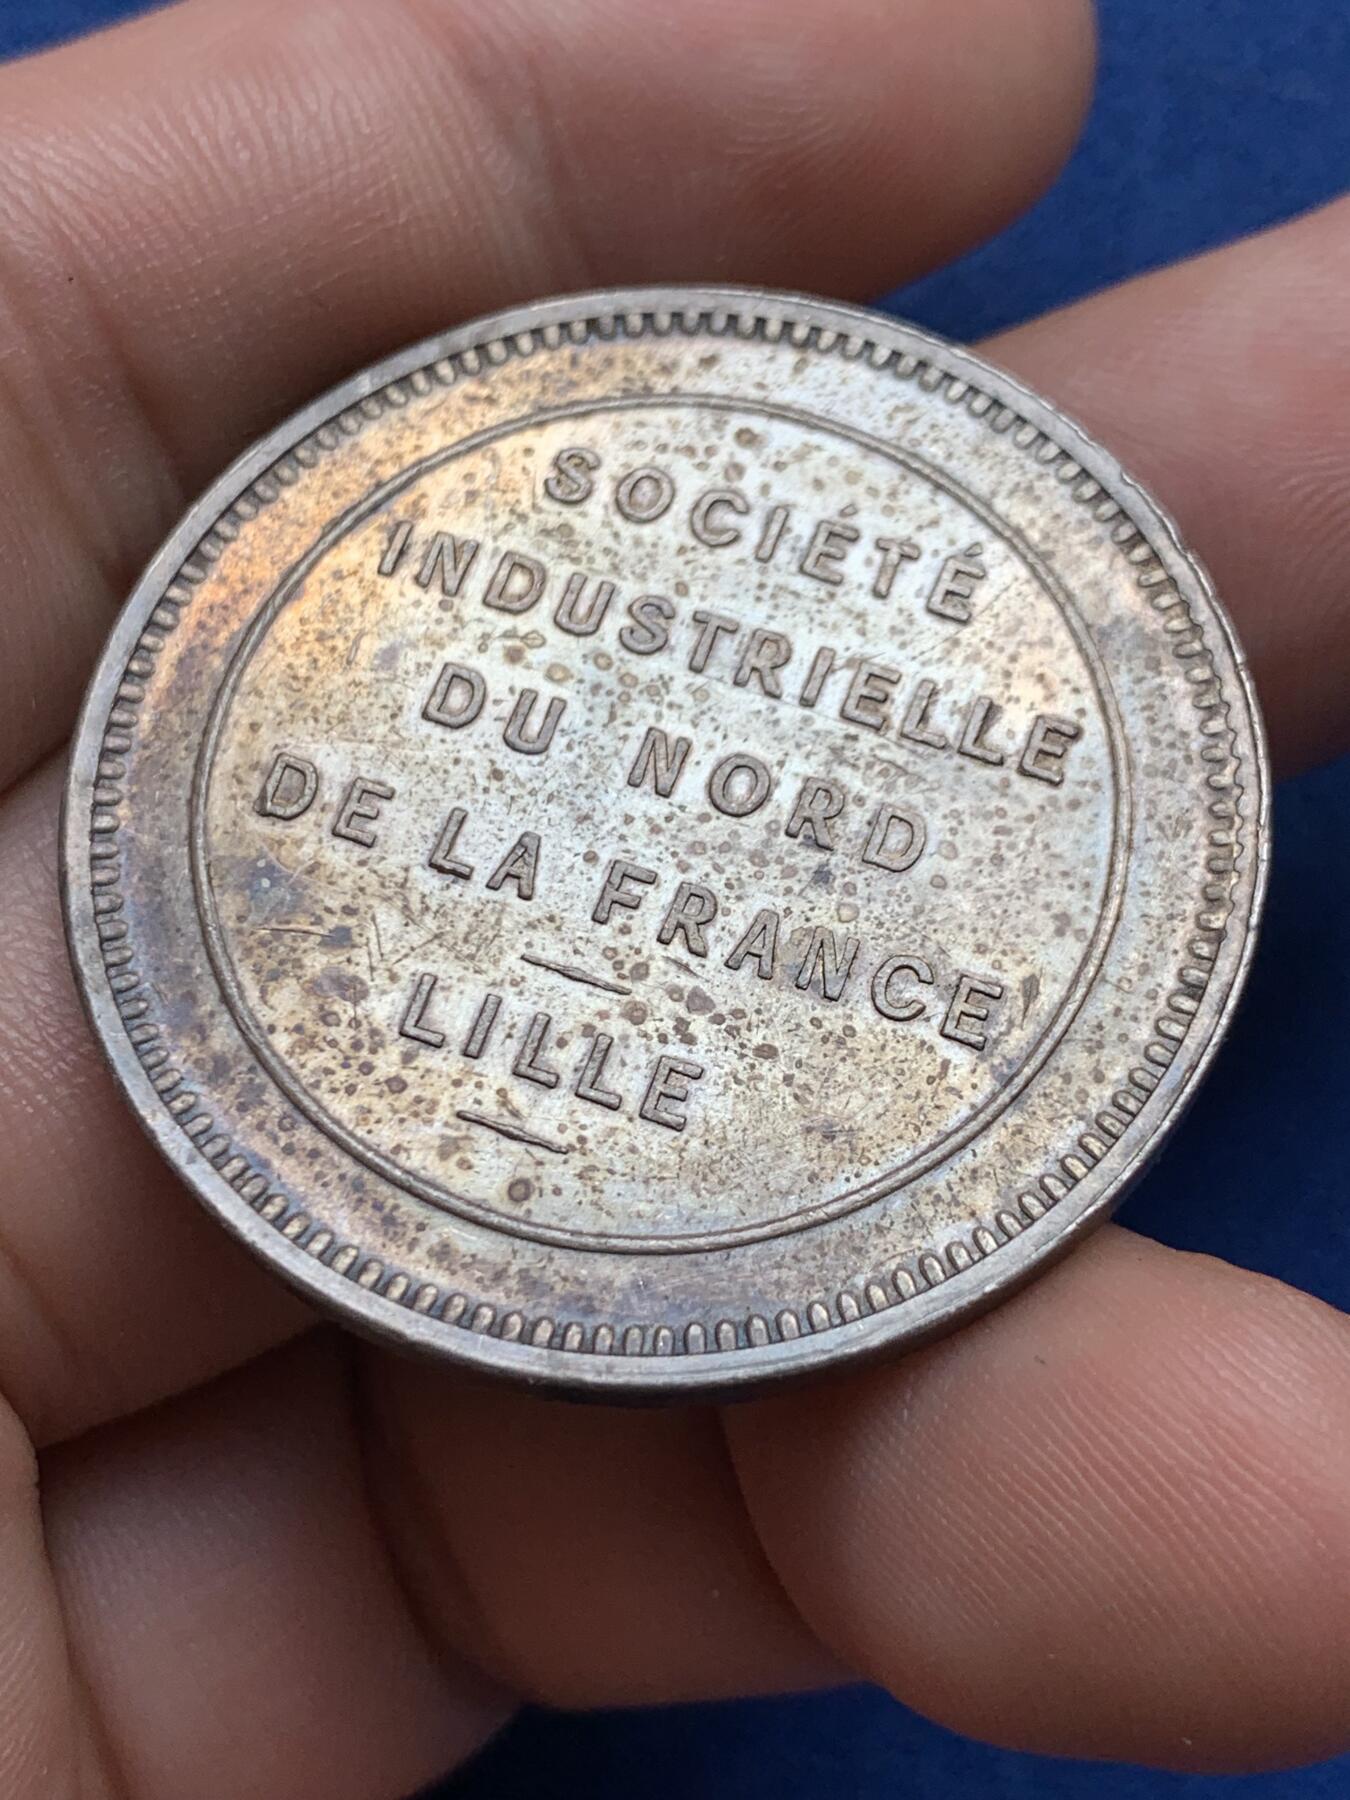 SOCIÉTÉ
INDUSTRIELLE
DU NORD
DE LA FRANCE
LILLE